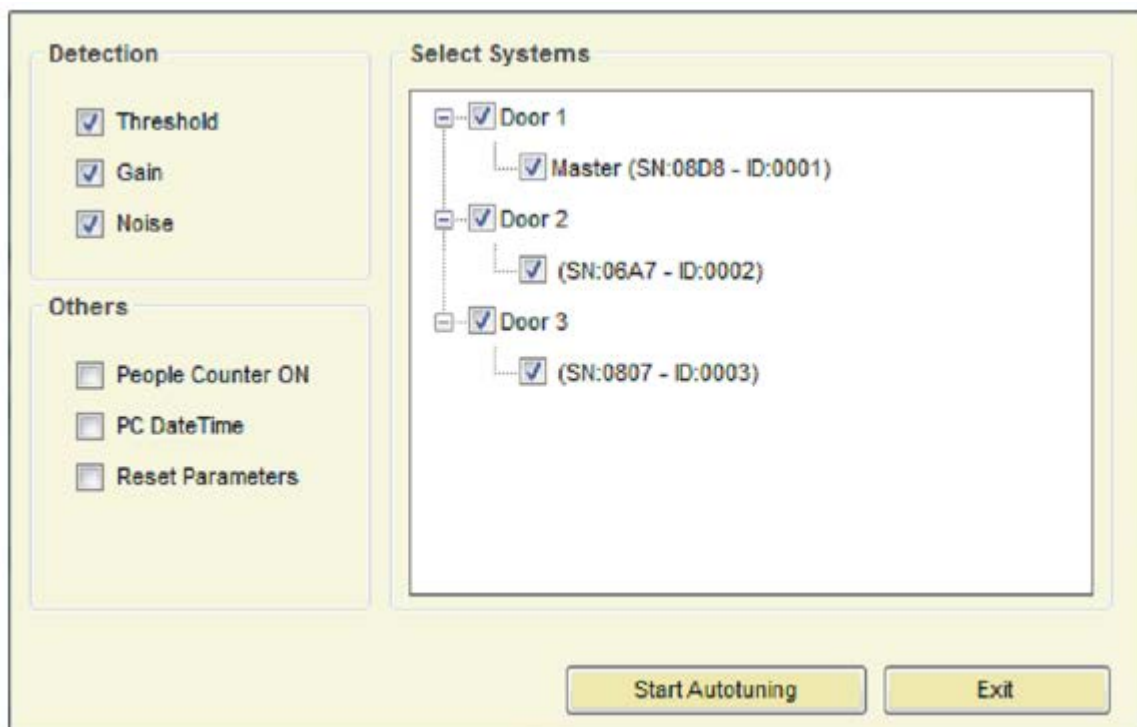 Detection
Threshold
Gain
Noise
Others
People Counter ON
PC DateTime
Reset Parameters
Select Systems
Door 1
Master (SN:08D8 - ID:0001)
Door 2
(SN:06A7 - ID:0002)
Door 3
(SN:0807 - ID:0003)
Start Autotuning
Exit